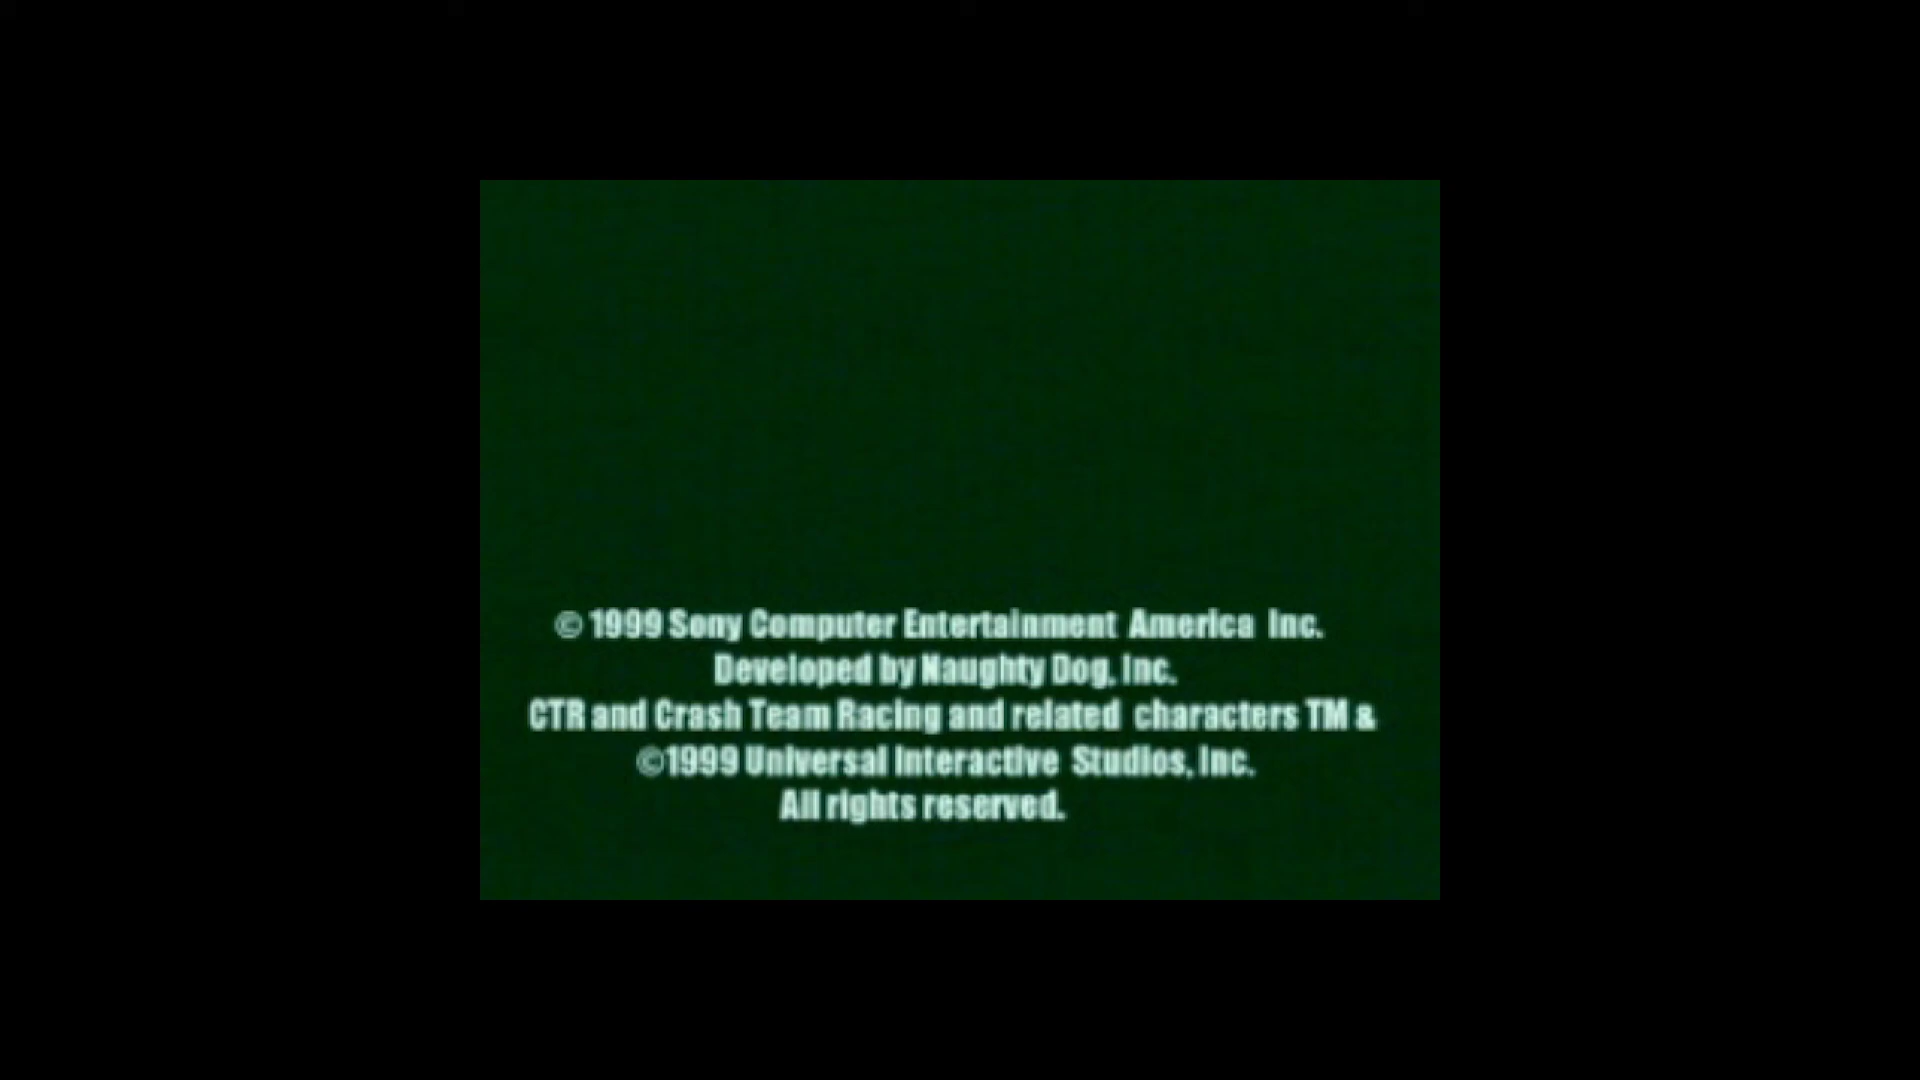 © 1999 Sony Computer Entertainment America Inc.
Developed by Naughty Dog, Inc.
CTR and Crash Team Racing and related characters TM &
©1999 Universal Interactive Studios, Inc.
All rights reserved.